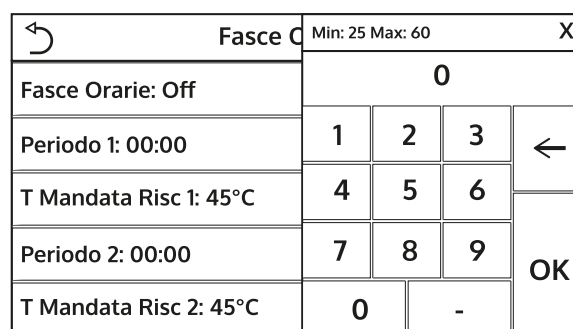 Fasce O
Fasce Orarie: Off
Periodo 1: 00:00
T Mandata Risc 1: 45°C
Periodo 2: 00:00
T Mandata Risc 2: 45°C
Min: 25 Max: 60 X
0
1 2 3
4 5 6
7 8 9
OK
0 -